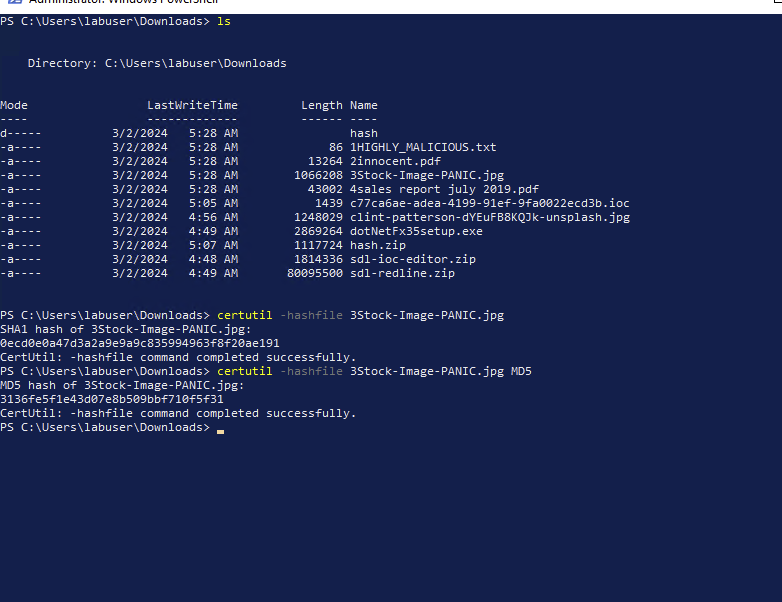 Administrator: Windows PowerShell
PS C:\Users\labuser\Downloads> ls
Directory: C:\Users\labuser\Downloads
Mode LastWriteTime Length Name
---- ------------- ------ ----
d----- 3/2/2024 5:28 AM hash
-a---- 3/2/2024 5:28 AM 86 1HIGHLY_MALICIOUS.txt
-a---- 3/2/2024 5:28 AM 13264 2innocent.pdf
-a---- 3/2/2024 5:28 AM 1066208 3Stock-Image-PANIC.jpg
-a---- 3/2/2024 5:28 AM 43002 4sales report july 2019.pdf
-a---- 3/2/2024 5:05 AM 1439 c77ca6ae-adea-4199-91ef-9fa0022ecd3b.ioc
-a---- 3/2/2024 4:56 AM 1248029 clint-patterson-dYEuFB8KQJk-unsplash.jpg
-a---- 3/2/2024 4:49 AM 2869264 dotNetFx35setup.exe
-a---- 3/2/2024 5:07 AM 1117724 hash.zip
-a---- 3/2/2024 4:48 AM 1814336 sdl-ioc-editor.zip
-a---- 3/2/2024 4:49 AM 80095500 sdl-redline.zip
PS C:\Users\labuser\Downloads> certutil -hashfile 3Stock-Image-PANIC.jpg
SHA1 hash of 3Stock-Image-PANIC.jpg:
0ecd0e0a47d3a2a9e9a9c835994963f8f20ae191
CertUtil: -hashfile command completed successfully.
PS C:\Users\labuser\Downloads> certutil -hashfile 3Stock-Image-PANIC.jpg MD5
MD5 hash of 3Stock-Image-PANIC.jpg:
3136fe5f1e43d07e8b509bbf710f5f31
CertUtil: -hashfile command completed successfully.
PS C:\Users\labuser\Downloads>